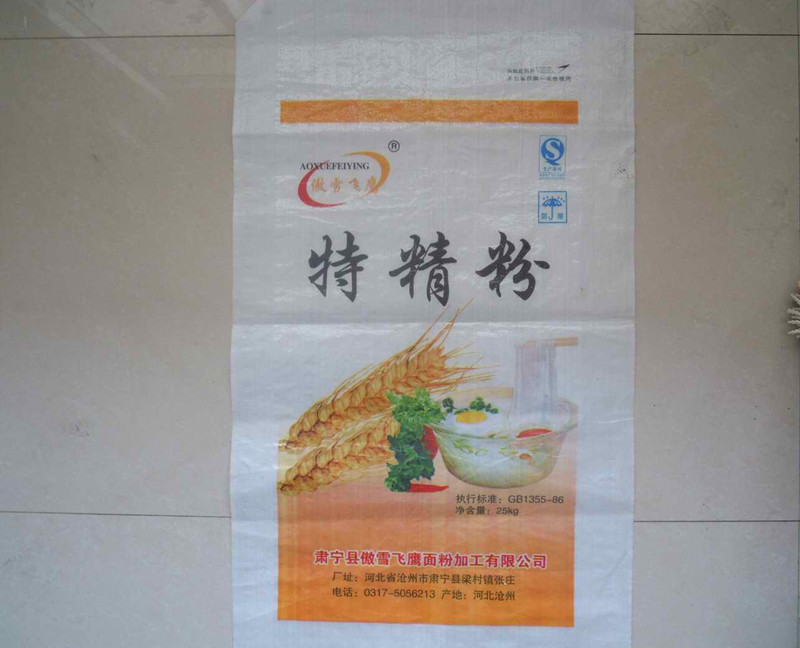 AOXUEFEIYING
®
傲雪飞鹰
特精粉
执行标准：GB1355-86
净含量：25kg
肃宁县傲雪飞鹰面粉加工有限公司
厂址：河北省沧州市肃宁县梁村镇张庄
电话：0317-5056213 产地：河北沧州